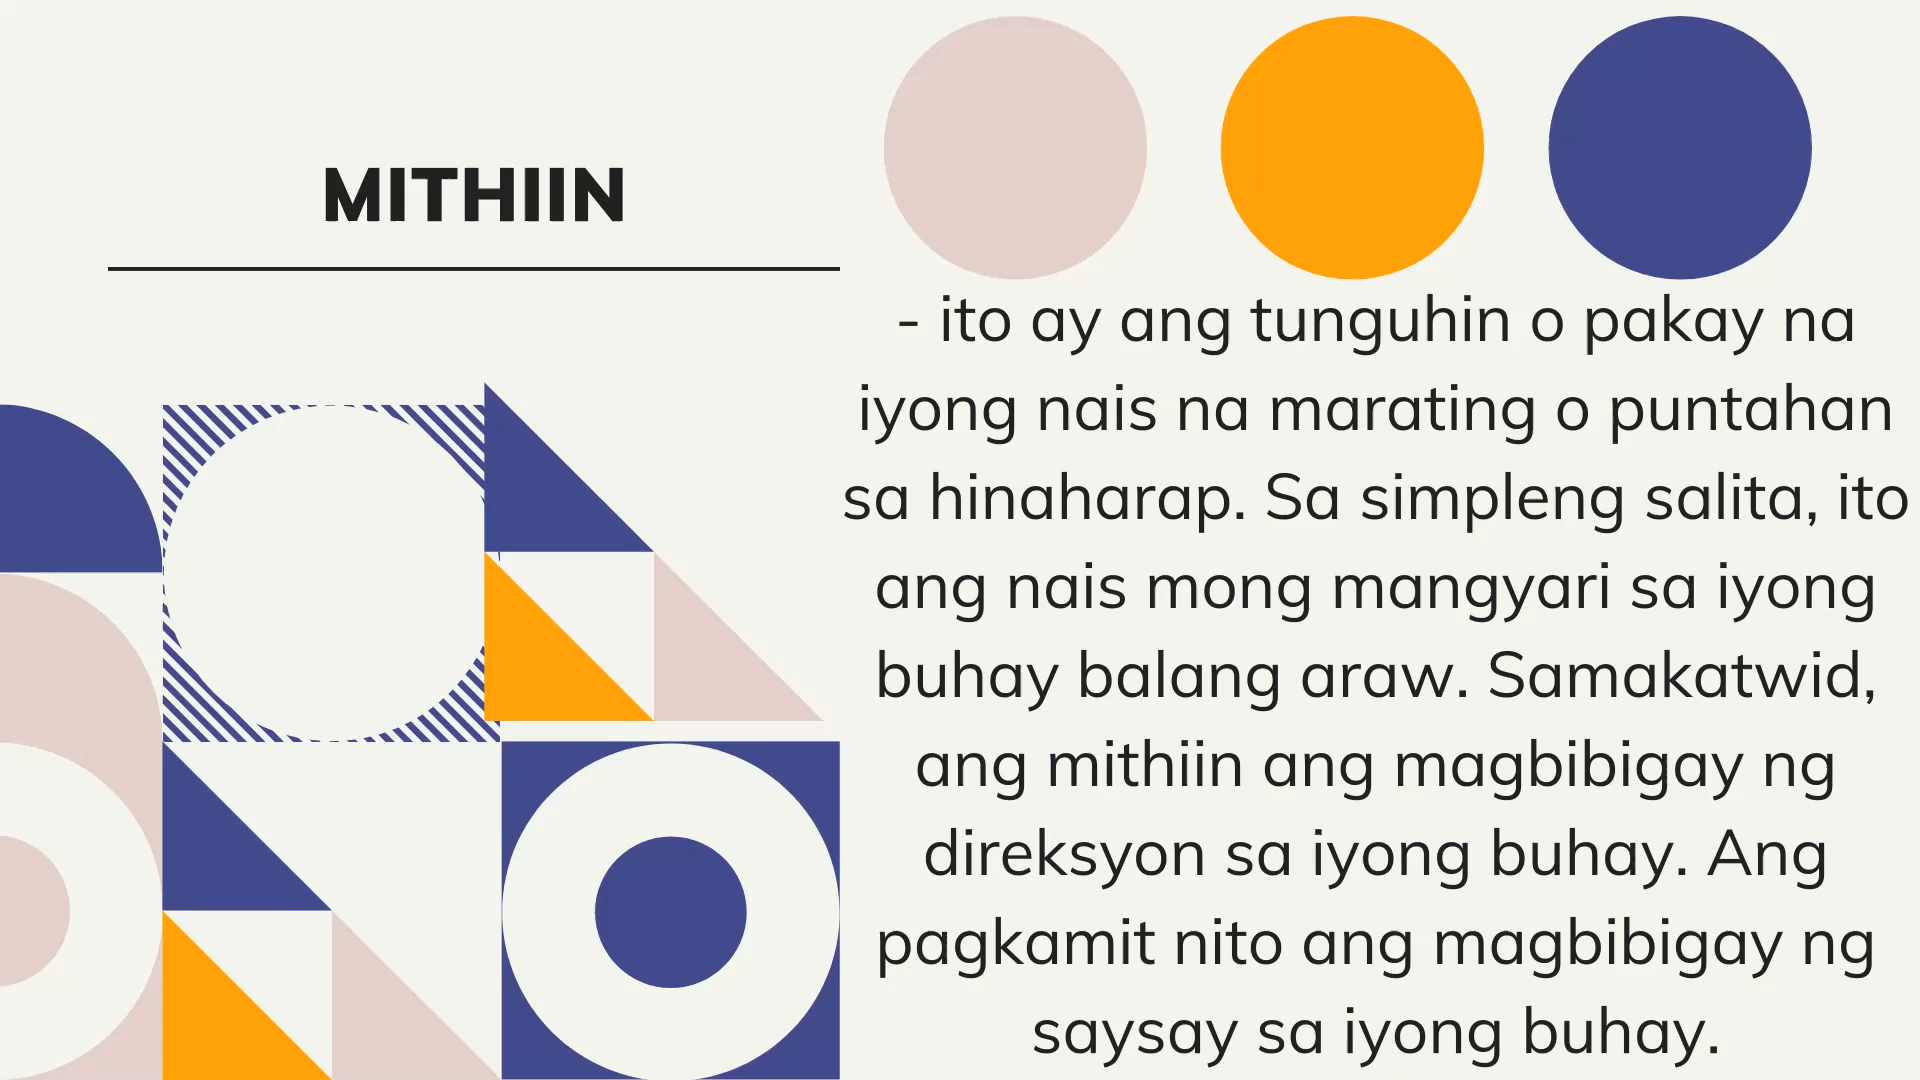 MITHIIN
- ito ay ang tunguhin o pakay na
iyong nais na marating o puntahan
sa hinaharap. Sa simpleng salita, ito
ang nais mong mangyari sa iyong
buhay balang araw. Samakatwid,
ang mithiin ang magbibigay ng
direksyon sa iyong buhay. Ang
pagkamit nito ang magbibigay ng
saysay sa iyong buhay.